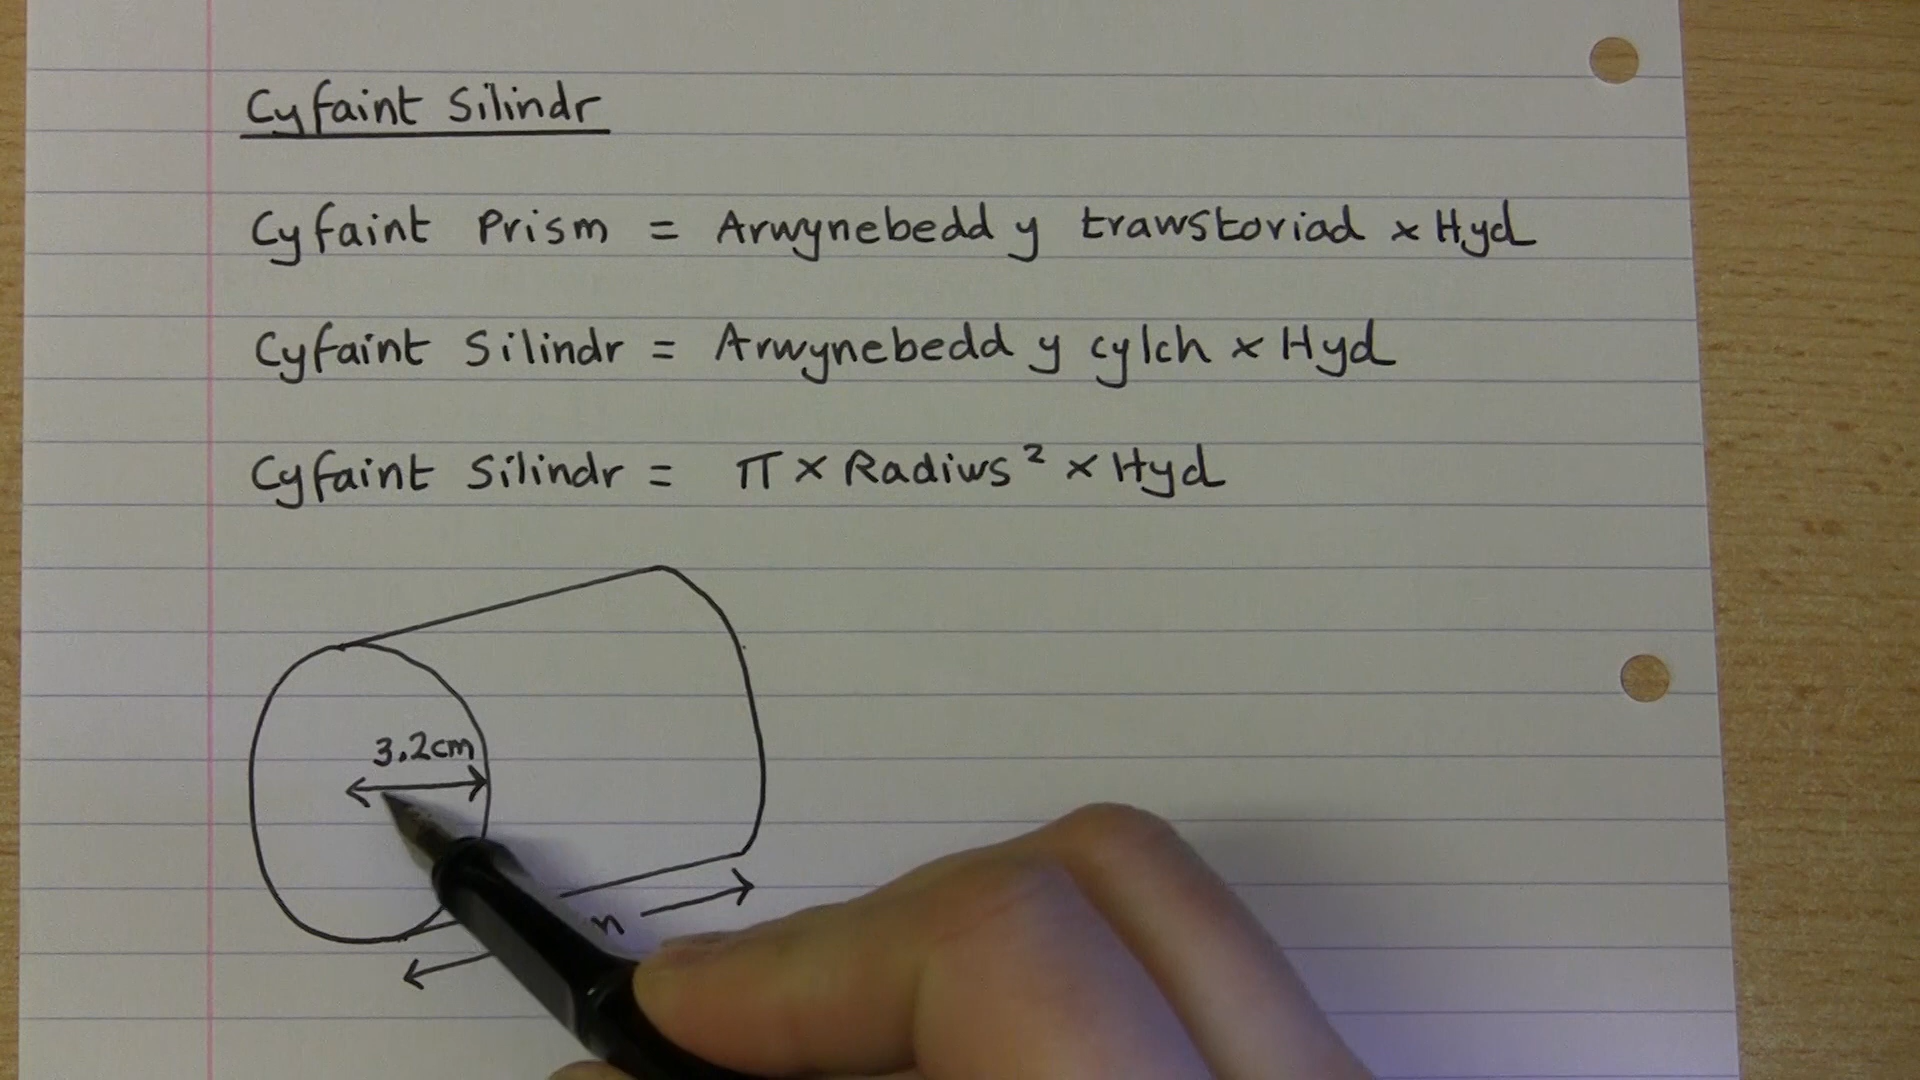 Cyfaint Silindr
Cyfaint Prism = Arwynebedd y trawstoriad × Hyd
Cyfaint Silindr = Arwynebedd y cylch × Hyd
Cyfaint Silindr = π × Radiws² × Hyd
3.2cm